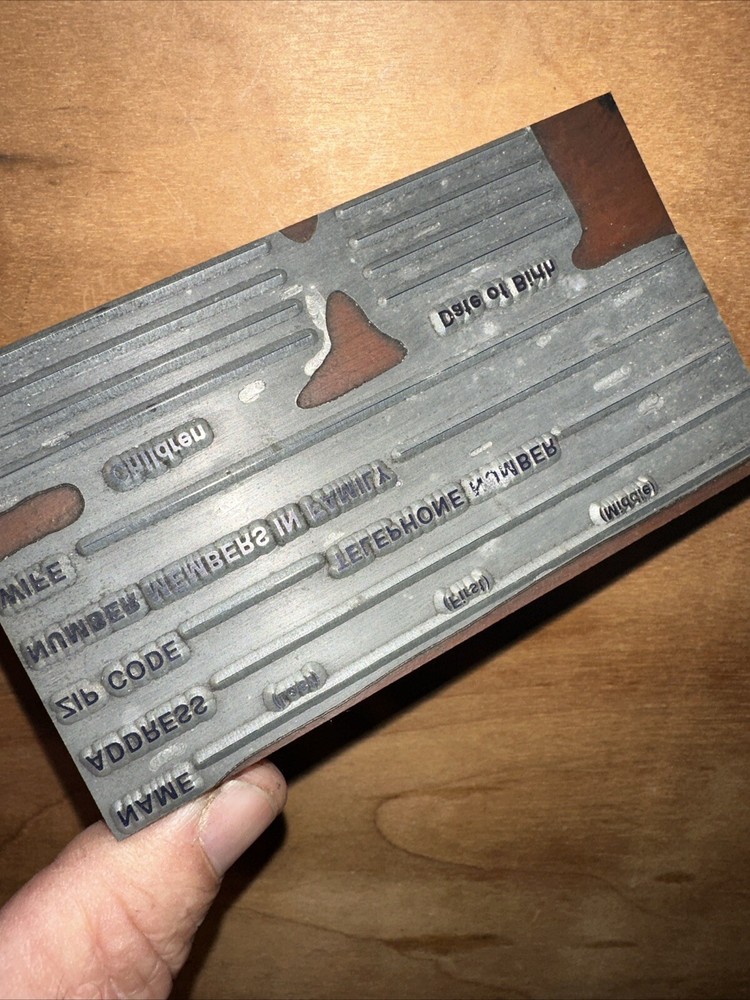 NAME
(Last) (First) (Middle)
ADDRESS
ZIP CODE TELEPHONE NUMBER
NUMBER MEMBERS IN FAMILY
WIFE
Children Date of Birth